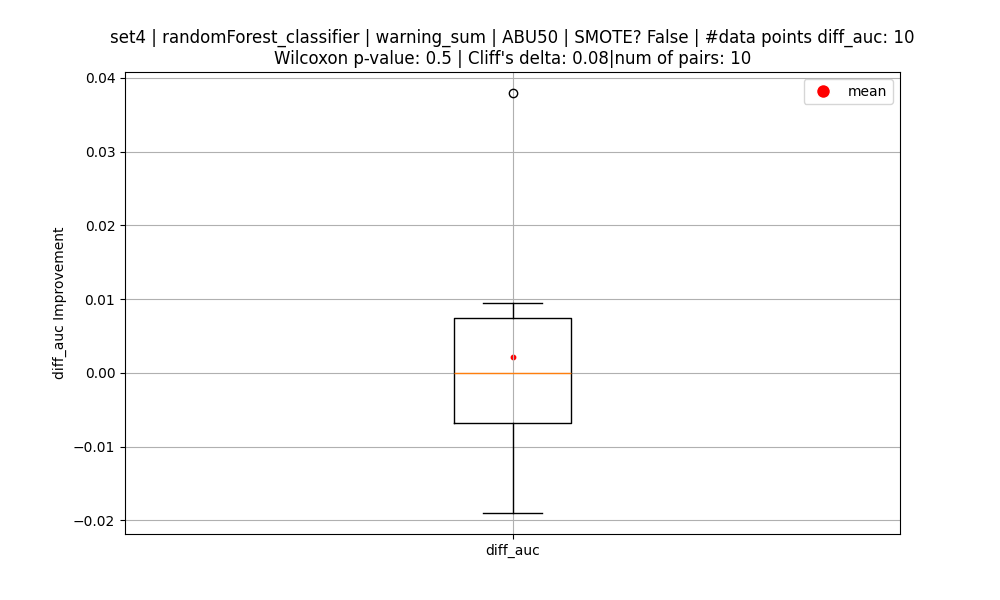 set4 | randomForest_classifier | warning_sum | ABU50 | SMOTE? False | #data points diff_auc: 10
Wilcoxon p-value: 0.5 | Cliff's delta: 0.08|num of pairs: 10
mean
0.04
0.03
0.02
0.01
0.00
−0.01
−0.02
diff_auc Improvement
diff_auc